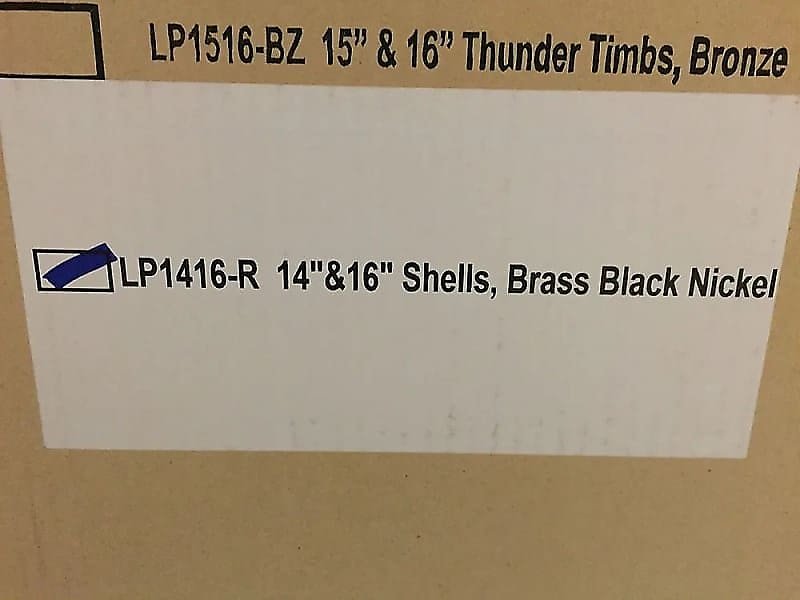 LP1516-BZ 15” & 16” Thunder Timbs, Bronze
LP1416-R 14"&16" Shells, Brass Black Nickel